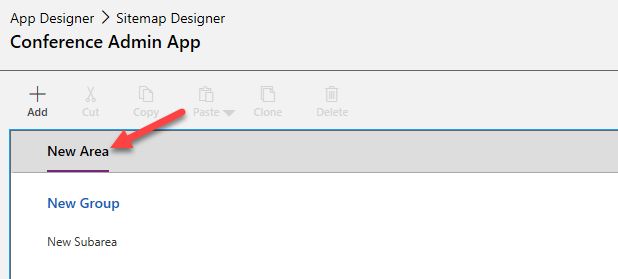 App Designer > Sitemap Designer
Conference Admin App
Add Cut Copy Paste Clone Delete
New Area
New Group
New Subarea